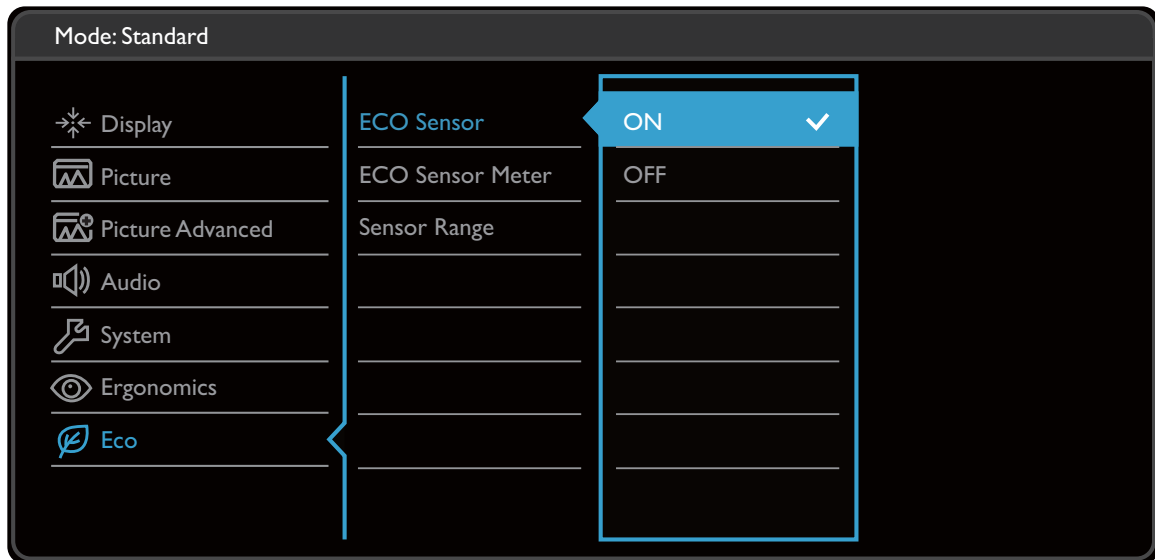 Mode: Standard
Display
Picture
Picture Advanced
Audio
System
Ergonomics
Eco
ECO Sensor
ECO Sensor Meter
Sensor Range
ON
OFF